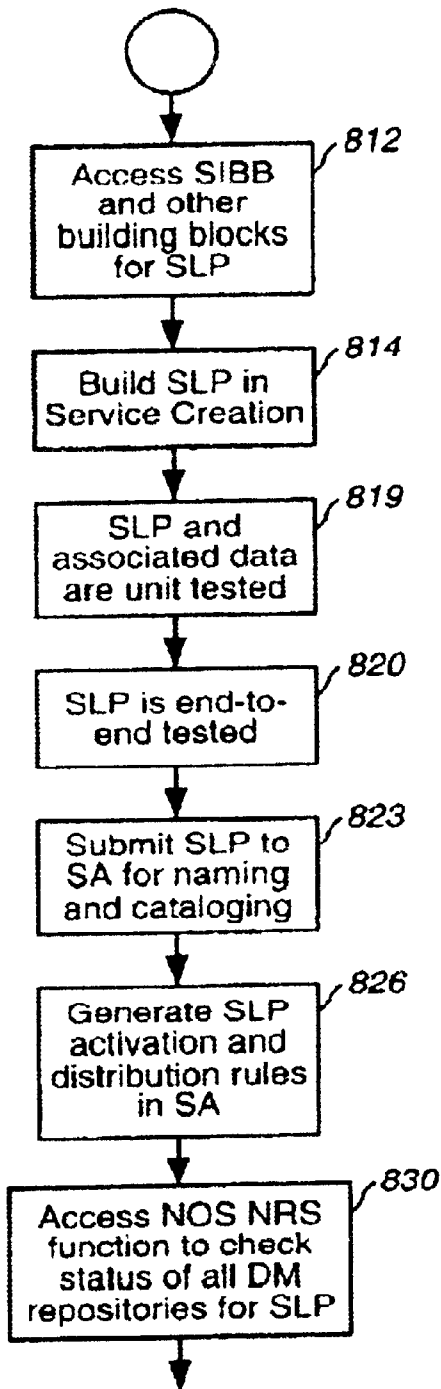 812
Access SIBB
and other
building blocks
for SLP
814
Build SLP in
Service Creation
819
SLP and
associated data
are unit tested
820
SLP is end-to-
end tested
823
Submit SLP to
SA for naming
and cataloging
826
Generate SLP
activation and
distribution rules
in SA
830
Access NOS NRS
function to check
status of all DM
repositories for SLP